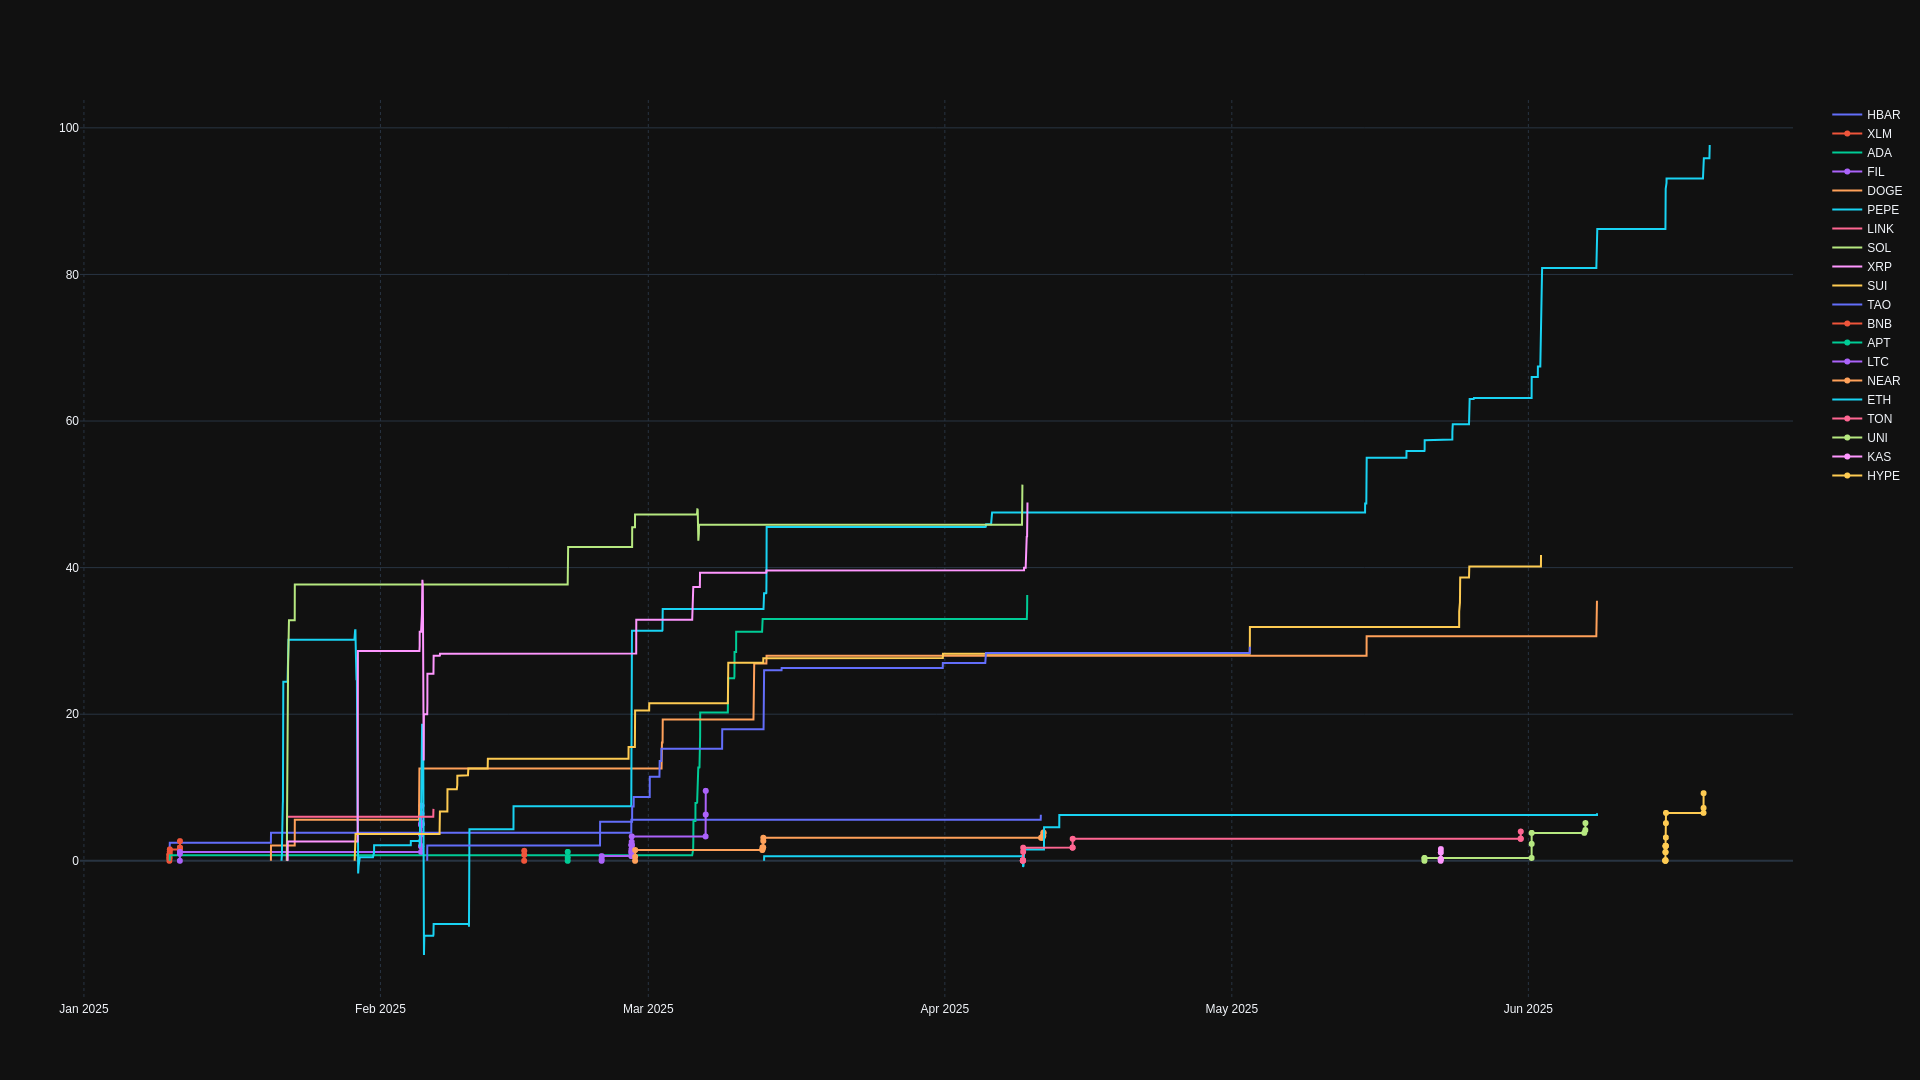 100
80
60
40
20
0
Jan 2025
Feb 2025
Mar 2025
Apr 2025
May 2025
Jun 2025
HBAR
XLM
ADA
FIL
DOGE
PEPE
LINK
SOL
XRP
SUI
TAO
BNB
APT
LTC
NEAR
ETH
TON
UNI
KAS
HYPE